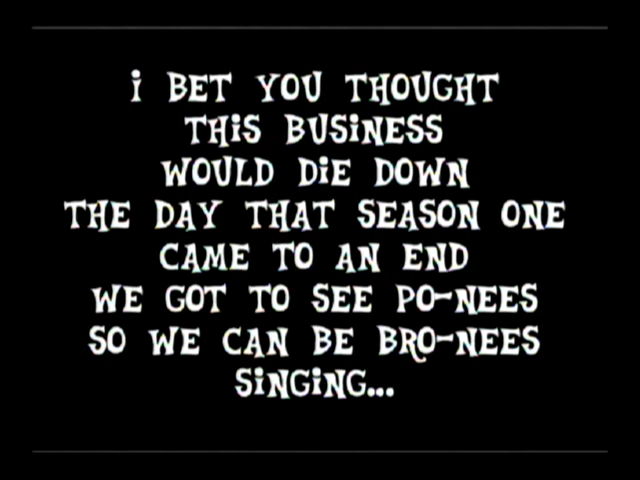 i BET YOU THOUGHT
THiS BUSiNESS
WOULD DiE DOWN
THE DAY THAT SEASON ONE
CAME TO AN END
WE GOT TO SEE PO-NEES
SO WE CAN BE BRO-NEES
SiNGiNG...